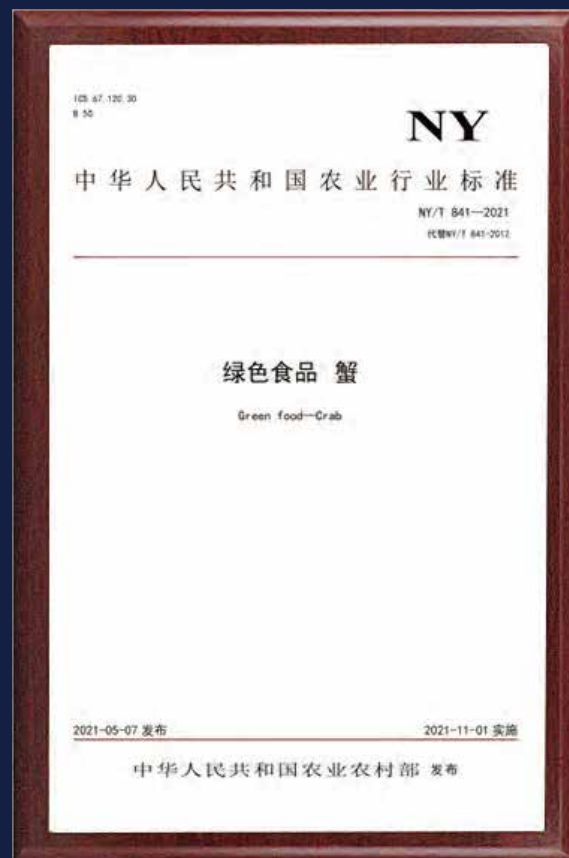 ICS 67.120.30
B 50
NY
中华人民共和国农业行业标准
NY/T 841—2021
代替NY/T 841-2012
绿色食品 蟹
Green food—Crab
2021-05-07 发布
2021-11-01 实施
中华人民共和国农业农村部 发布